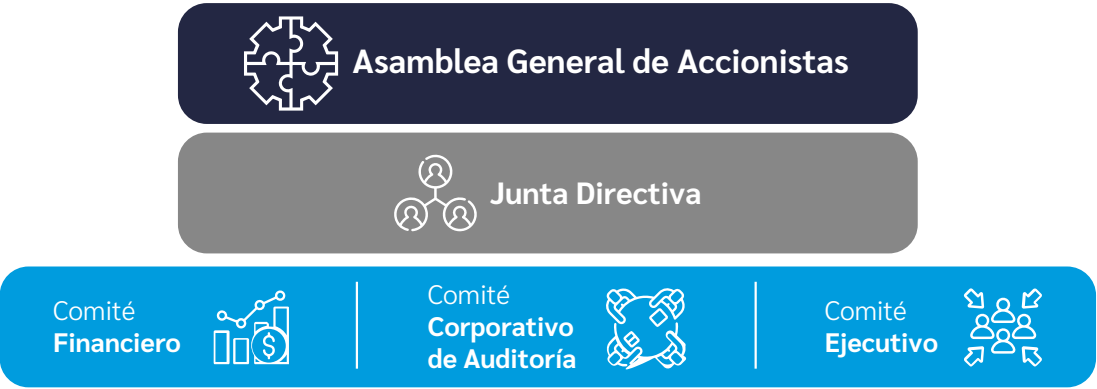 Asamblea General de Accionistas
Junta Directiva
Comité
Financiero
Comité
Corporativo
de Auditoría
Comité
Ejecutivo